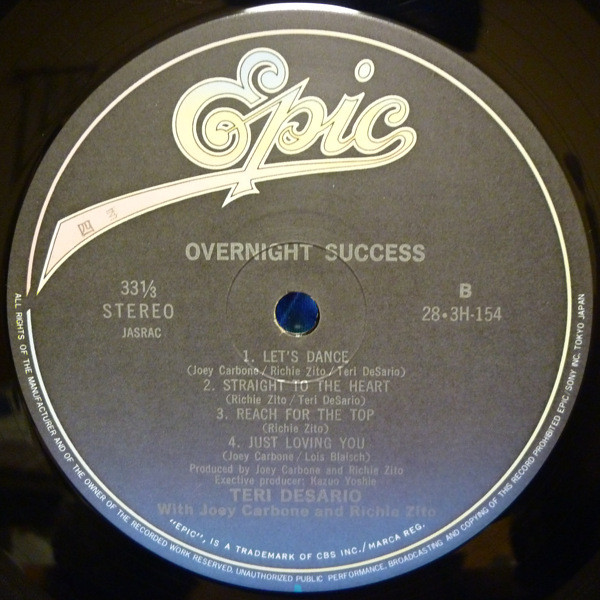 Epic
OVERNIGHT SUCCESS
33⅓
STEREO
JASRAC
B
28•3H-154
1. LET'S DANCE
(Joey Carbone/Richie Zito/Teri DeSario)
2. STRAIGHT TO THE HEART
(Richie Zito/Teri DeSario)
3. REACH FOR THE TOP
(Richie Zito)
4. JUST LOVING YOU
(Joey Carbone/Lois Blaisch)
Produced by Joey Carbone and Richie Zito
Exactive producer: Kazuo Yoshie
TERI DESARIO
With Joey Carbone and Richie Zito
"EPIC", IS A TRADEMARK OF CBS INC./MARCA REG.
ALL RIGHTS OF THE MANUFACTURER AND OF THE OWNER OF THE RECORDED WORK RESERVED. UNAUTHORIZED PUBLIC PERFORMANCE, BROADCASTING AND COPYING OF THIS RECORD PROHIBITED EPIC/SONY INC. TOKYO JAPAN